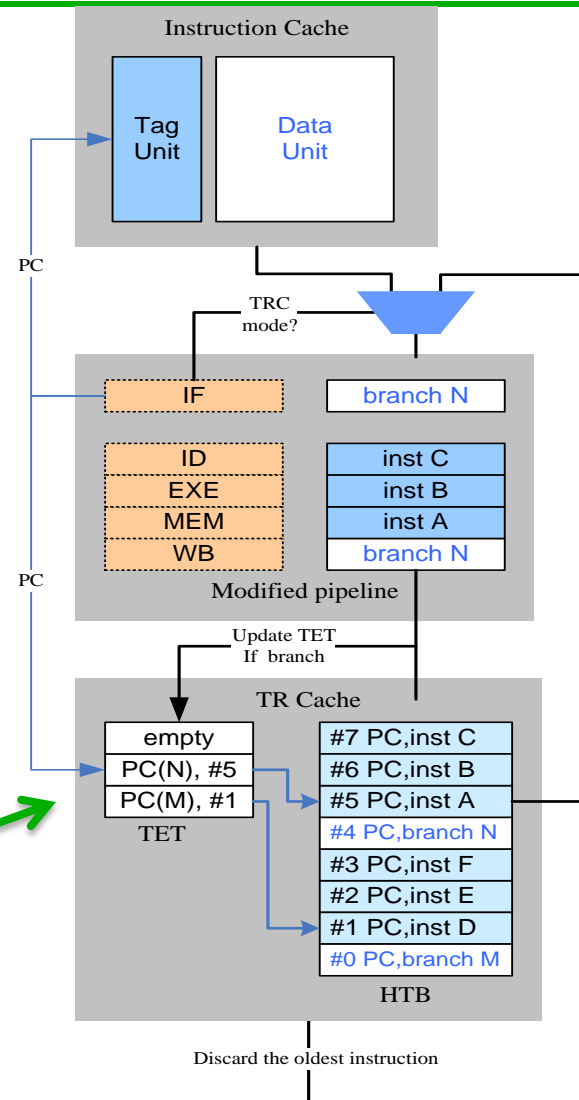 Instruction Cache
Tag
Unit
Data
Unit
PC
TRC
mode?
IF
branch N
ID
inst C
EXE
inst B
MEM
inst A
WB
branch N
PC
Modified pipeline
Update TET
If branch
TR Cache
empty
#7 PC,inst C
PC(N), #5
#6 PC,inst B
PC(M), #1
#5 PC,inst A
TET
#4 PC,branch N
#3 PC,inst F
#2 PC,inst E
#1 PC,inst D
#0 PC,branch M
HTB
Discard the oldest instruction